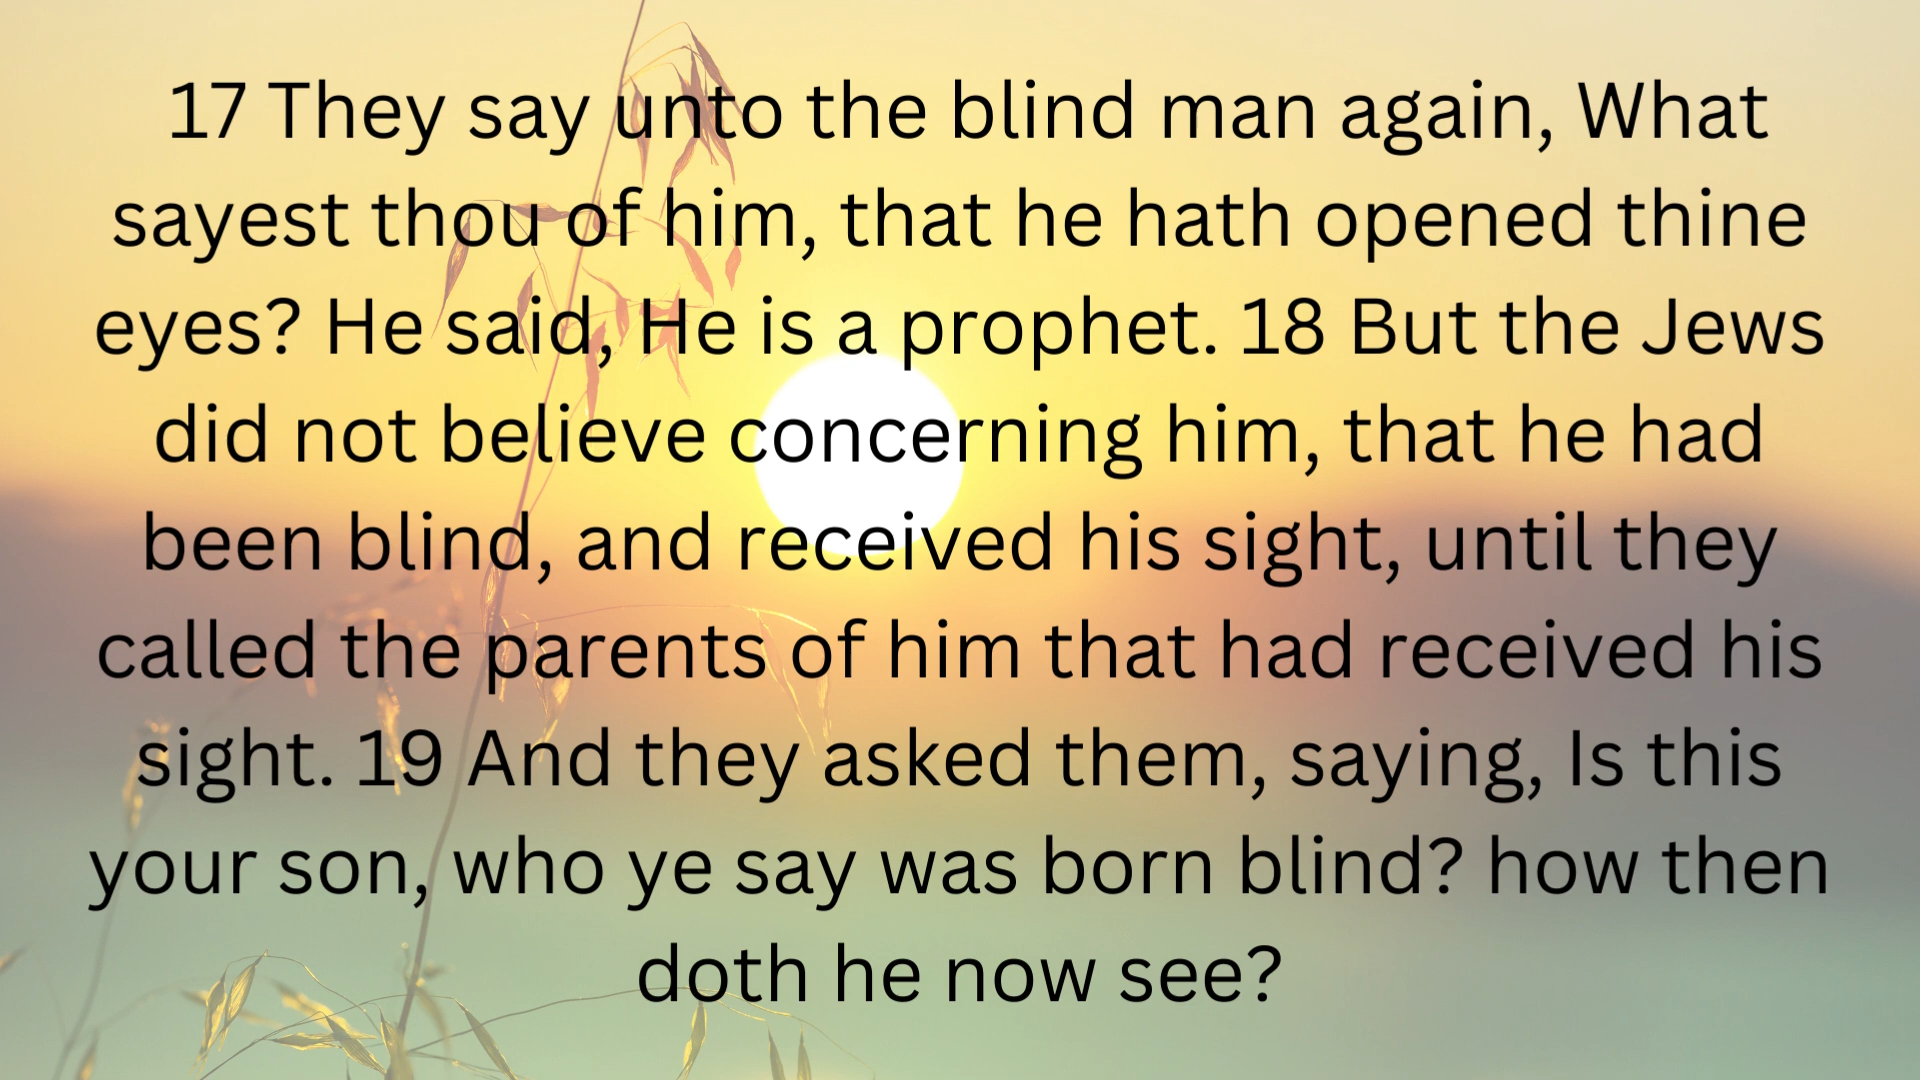 17 They say unto the blind man again, What
sayest thou of him, that he hath opened thine
eyes? He said, He is a prophet. 18 But the Jews
did not believe concerning him, that he had
been blind, and received his sight, until they
called the parents of him that had received his
sight. 19 And they asked them, saying, Is this
your son, who ye say was born blind? how then
doth he now see?